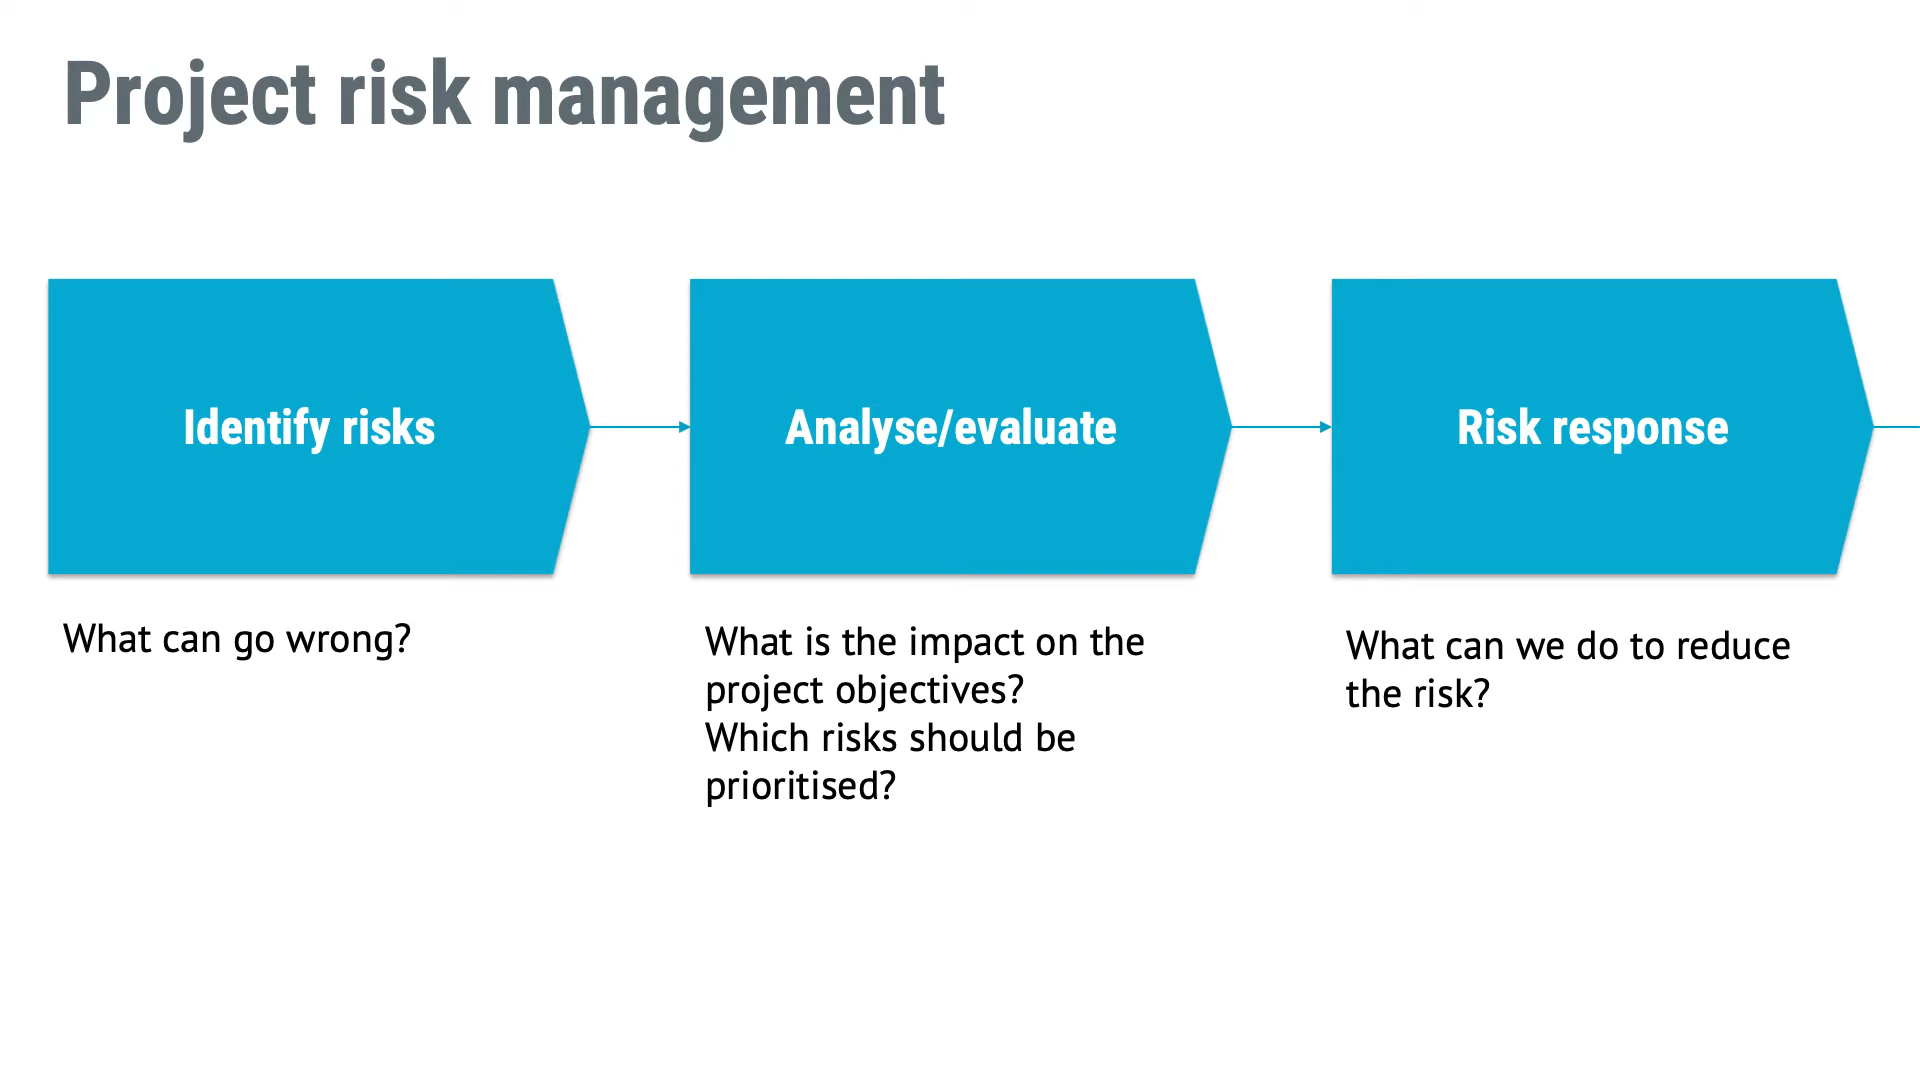 Project risk management
Identify risks
Analyse/evaluate
Risk response
What can go wrong?
What is the impact on the
project objectives?
Which risks should be
prioritised?
What can we do to reduce
the risk?